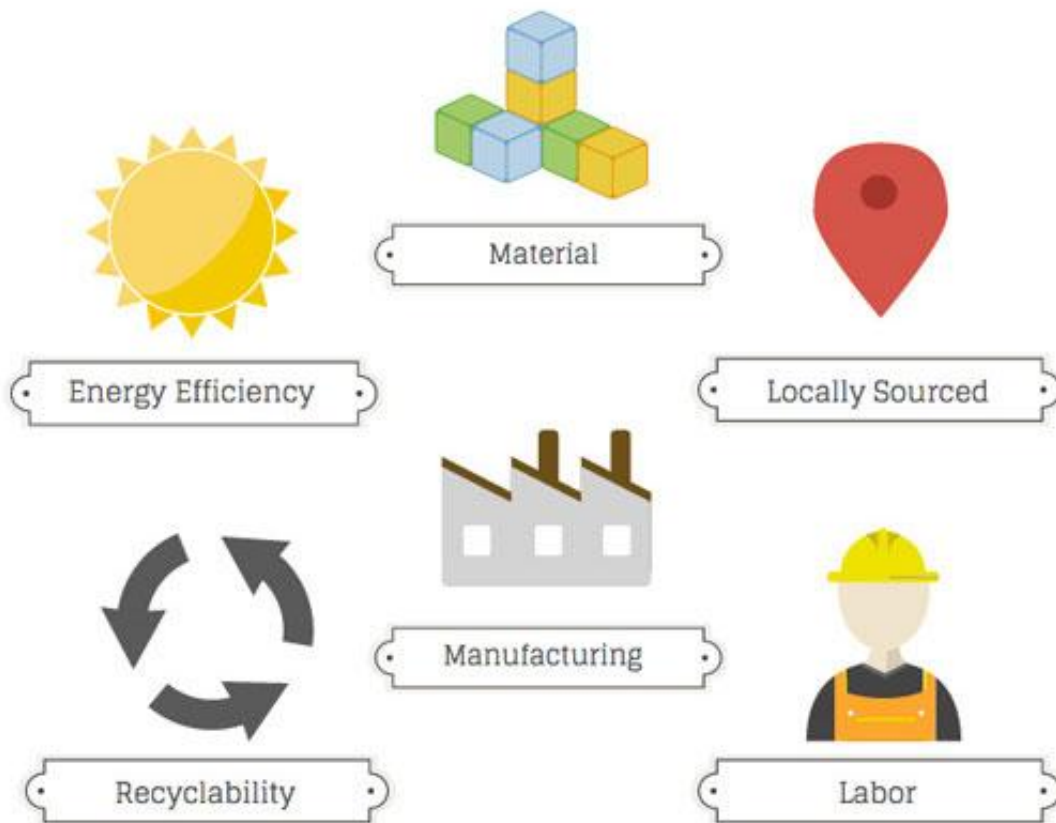 Material
Energy Efficiency
Locally Sourced
Manufacturing
Recyclability
Labor